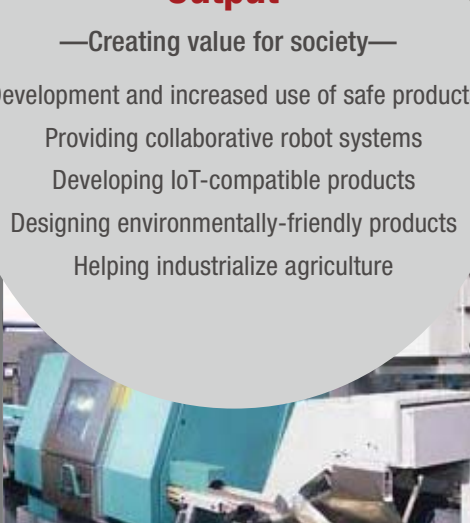 Output
—Creating value for society—
Development and increased use of safe product
Providing collaborative robot systems
Developing IoT-compatible products
Designing environmentally-friendly products
Helping industrialize agriculture